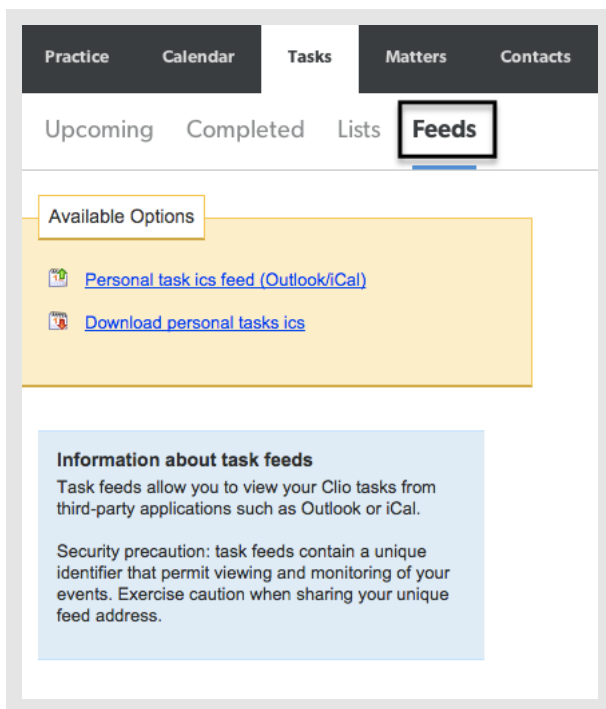 Practice Calendar Tasks Matters Contacts
Upcoming Completed Lists Feeds
Available Options
Personal task ics feed (Outlook/iCal)
Download personal tasks ics
Information about task feeds
Task feeds allow you to view your Clio tasks from
third-party applications such as Outlook or iCal.
Security precaution: task feeds contain a unique
identifier that permit viewing and monitoring of your
events. Exercise caution when sharing your unique
feed address.